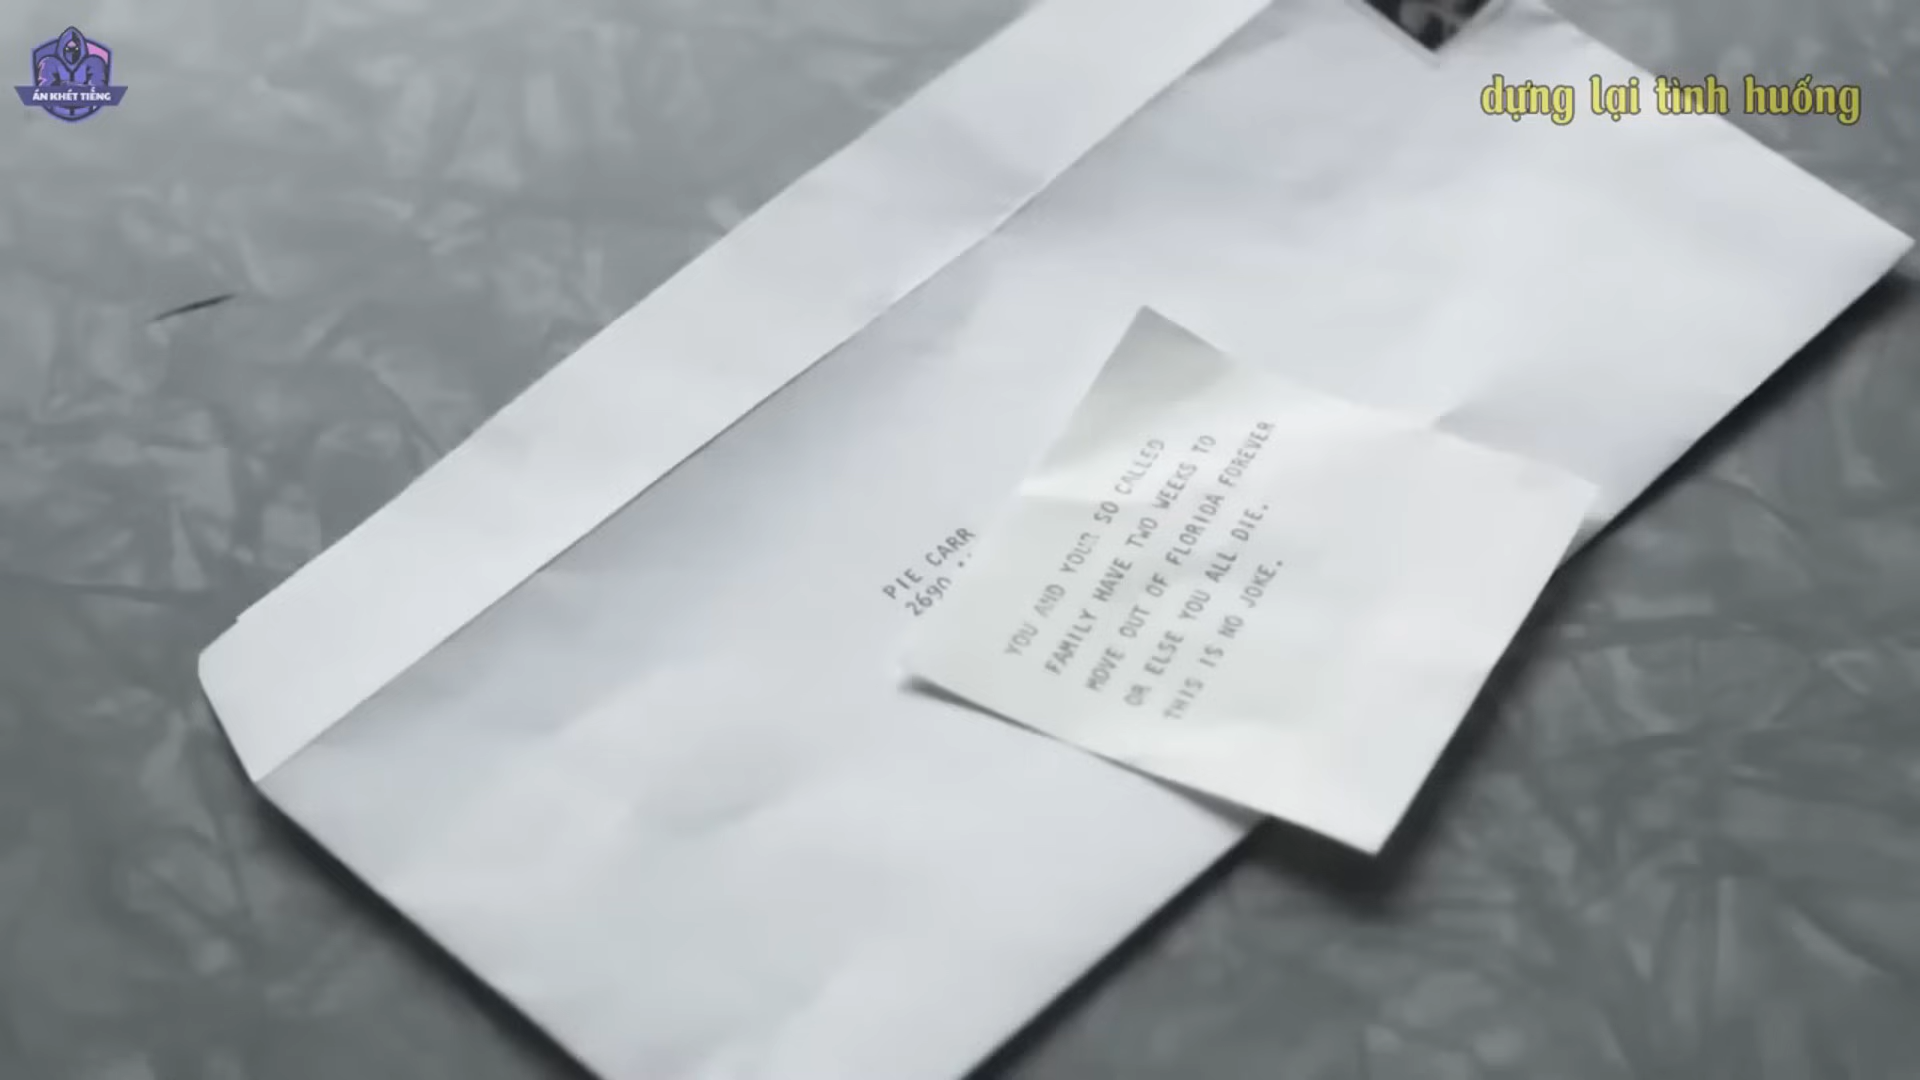 ÁN KHÉT TIẾNG
dựng lại tình huống
PIE CARR
269
YOU AND YOUR SO CALLED
FAMILY HAVE TWO WEEKS TO
MOVE OUT OF FLORIDA FOREVER
OR ELSE YOU ALL DIE.
THIS IS NO JOKE.